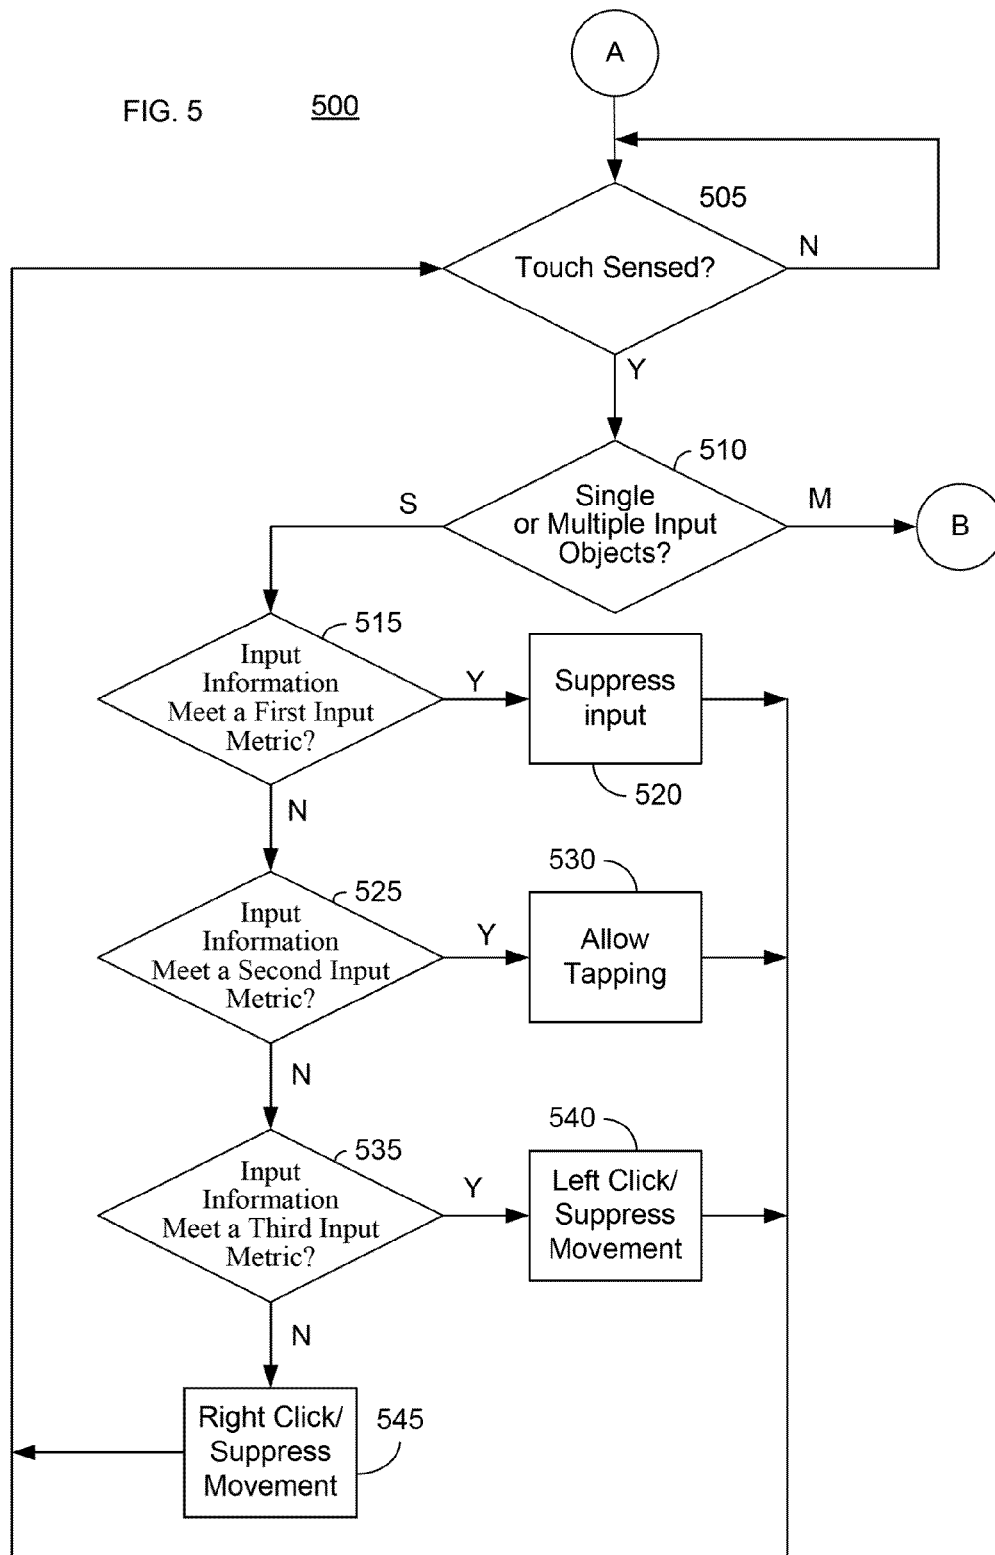 A
FIG. 5
500
505
Touch Sensed?
N
Y
510
Single
or Multiple Input
Objects?
S
M
B
515
Input
Information
Meet a First Input
Metric?
Y
Suppress
input
520
N
525
Input
Information
Meet a Second Input
Metric?
Y
530
Allow
Tapping
N
535
Input
Information
Meet a Third Input
Metric?
Y
540
Left Click/
Suppress
Movement
N
Right Click/
Suppress
Movement
545